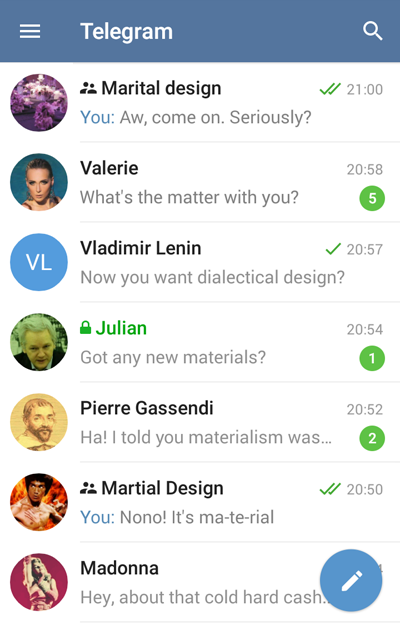 Telegram
Marital design 21:00
You: Aw, come on. Seriously?
Valerie 20:58
What's the matter with you? 5
VL Vladimir Lenin 20:57
Now you want dialectical design?
Julian 20:54
Got any new materials? 1
Pierre Gassendi 20:52
Ha! I told you materialism was... 2
Martial Design 20:50
You: Nono! It's ma-te-rial
Madonna
Hey, about that cold hard cash...